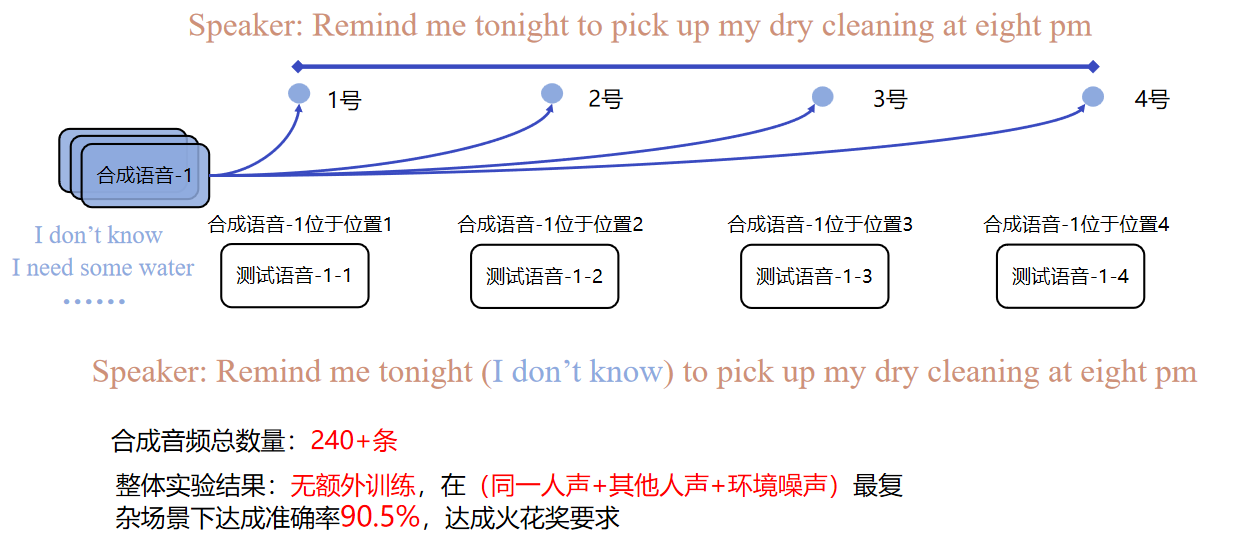 Speaker: Remind me tonight to pick up my dry cleaning at eight pm
1号
2号
3号
4号
合成语音-1
I don’t know
I need some water
……
合成语音-1位于位置1
合成语音-1位于位置2
合成语音-1位于位置3
合成语音-1位于位置4
测试语音-1-1
测试语音-1-2
测试语音-1-3
测试语音-1-4
Speaker: Remind me tonight (I don’t know) to pick up my dry cleaning at eight pm
合成音频总数量：240+条
整体实验结果：无额外训练，在（同一人声+其他人声+环境噪声）最复
杂场景下达成准确率90.5%，达成火花奖要求